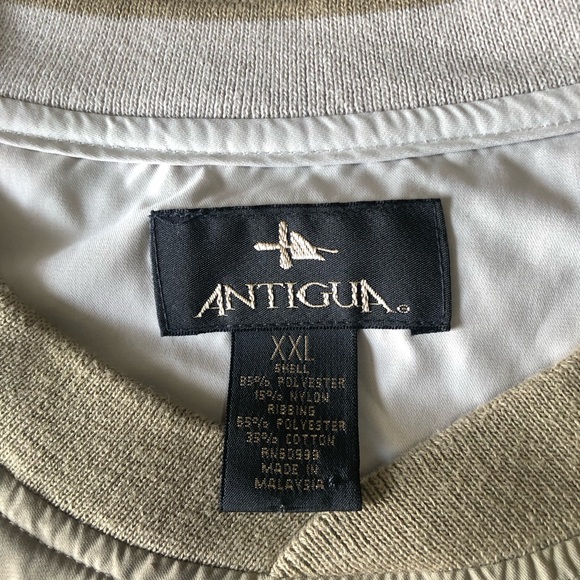 ANTIGUA®
XXL
SHELL
85% POLYESTER
15% NYLON
RIBBING
65% POLYESTER
35% COTTON
RN60999
MADE IN
MALAYSIA